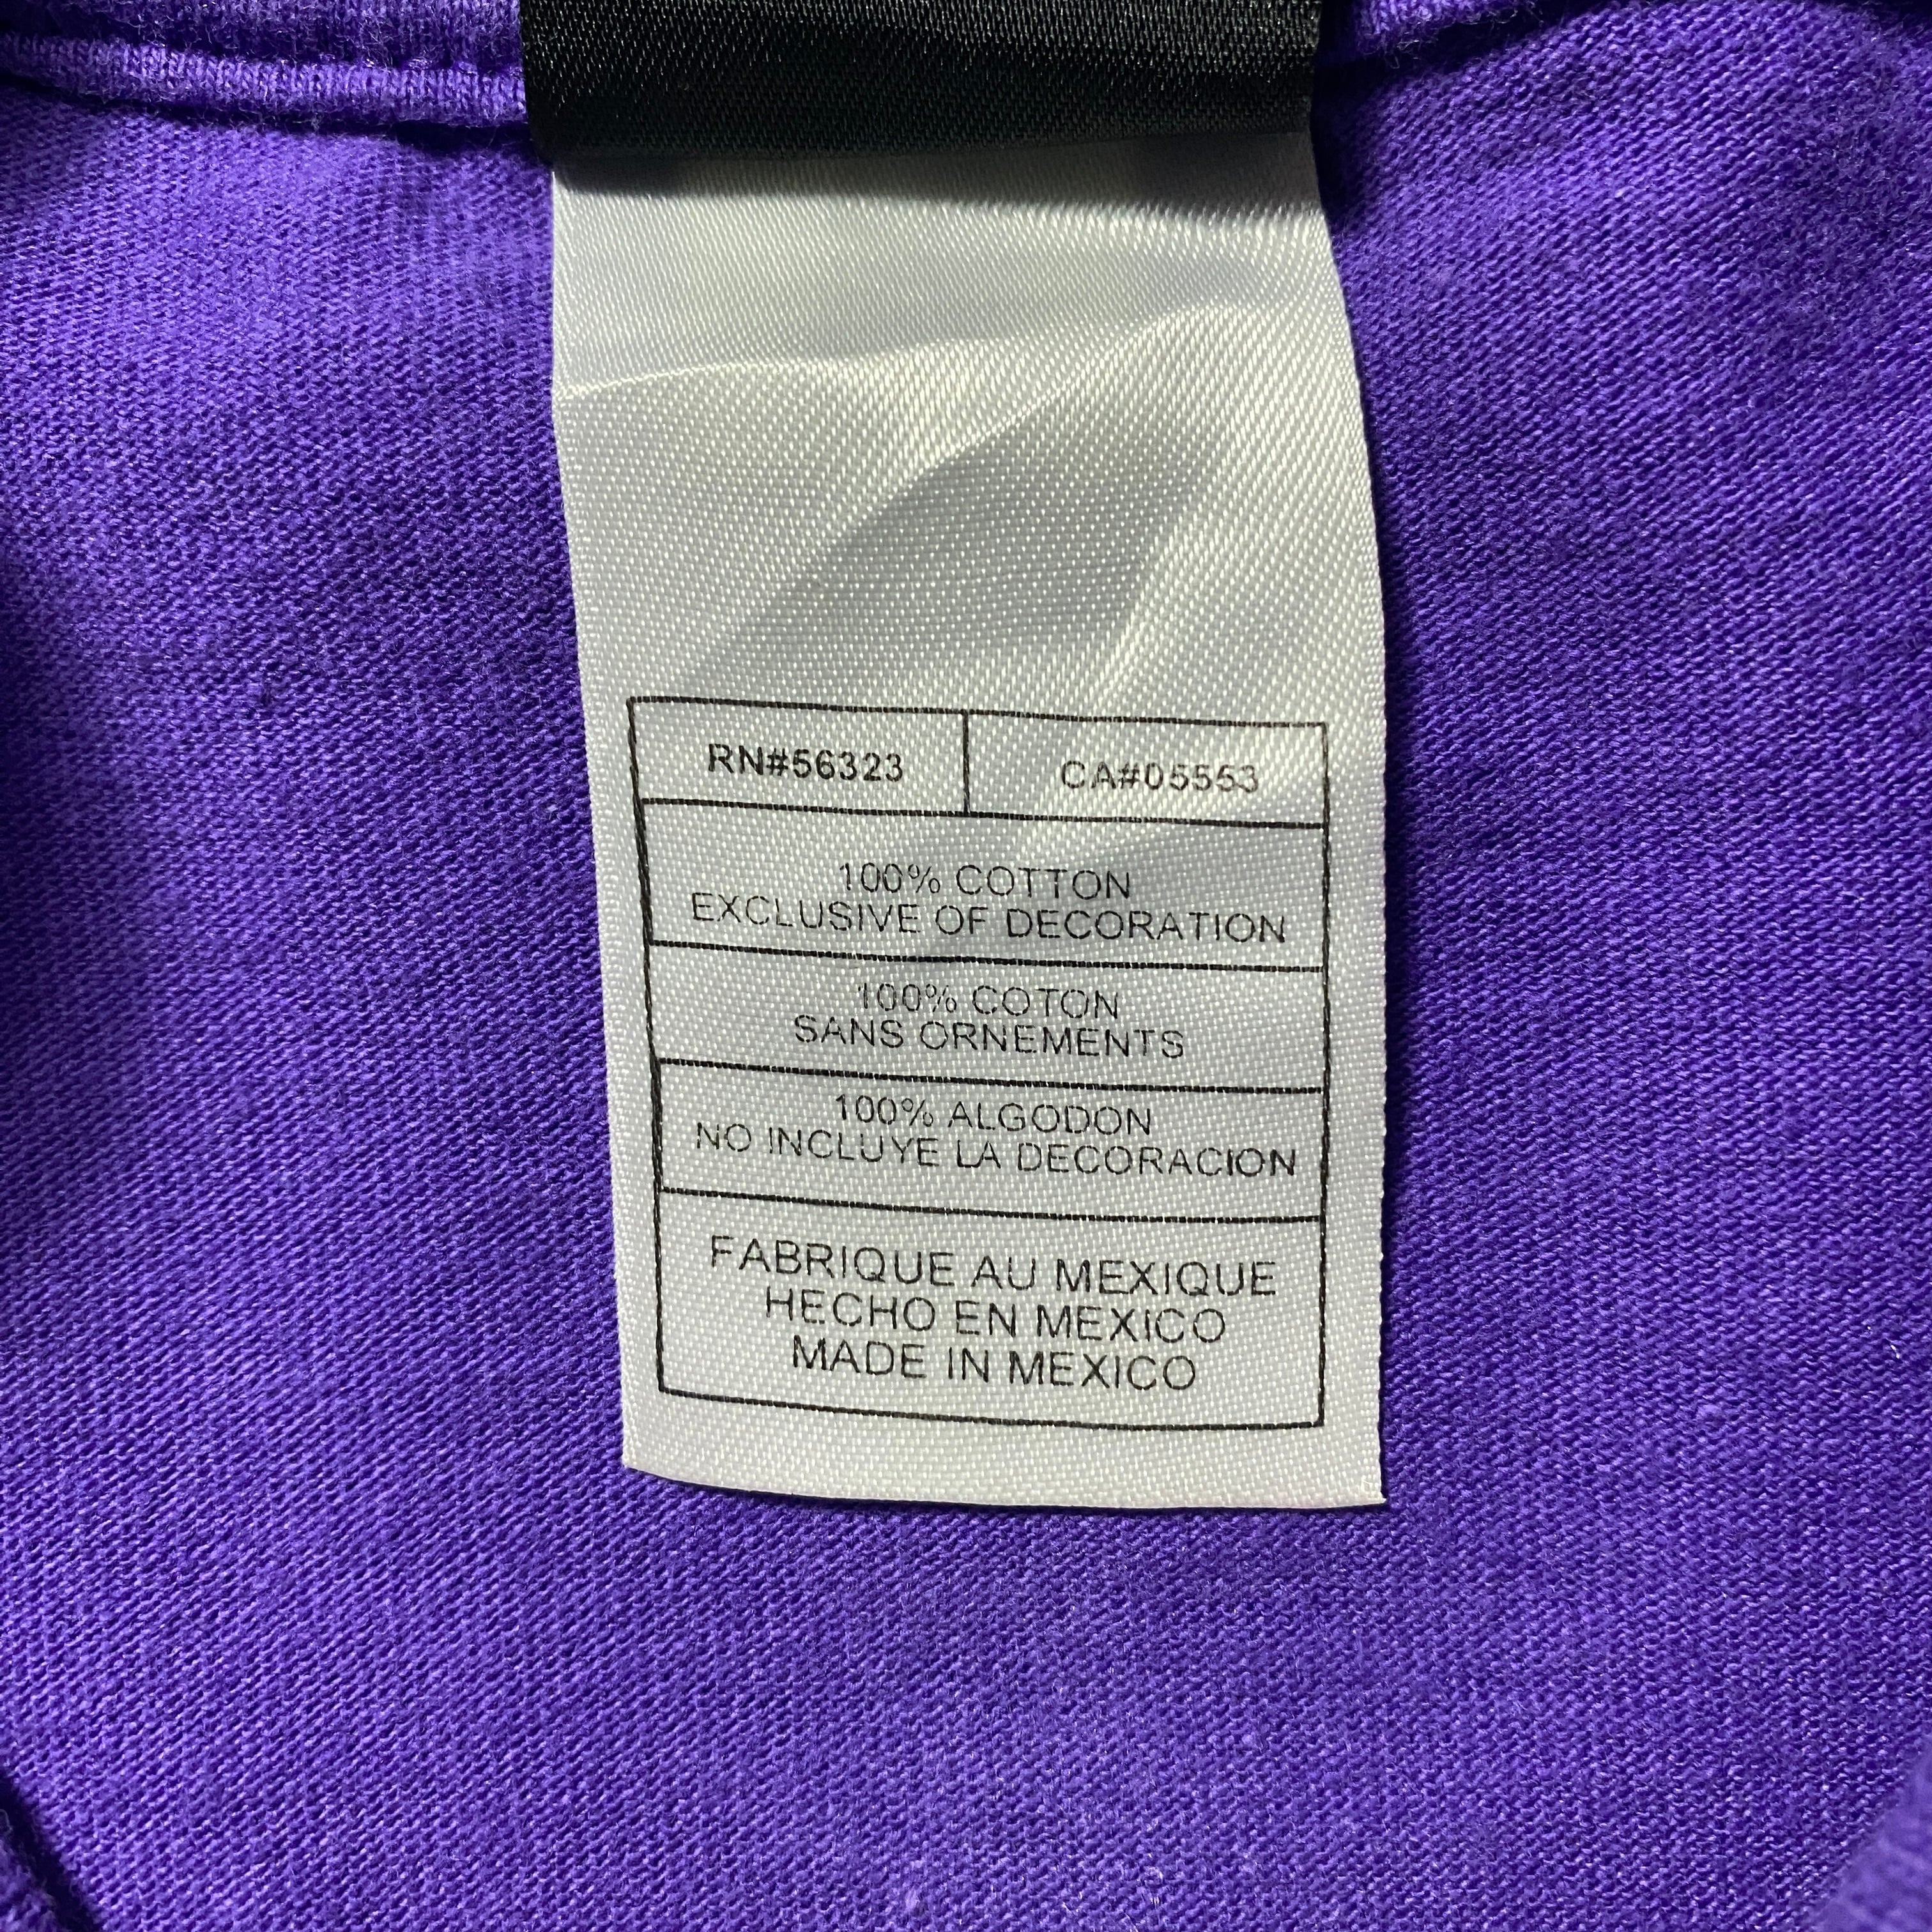 RN#56323 CA#05553
100% COTTON
EXCLUSIVE OF DECORATION
100% COTON
SANS ORNEMENTS
100% ALGODON
NO INCLUYE LA DECORACION
FABRIQUE AU MEXIQUE
HECHO EN MEXICO
MADE IN MEXICO